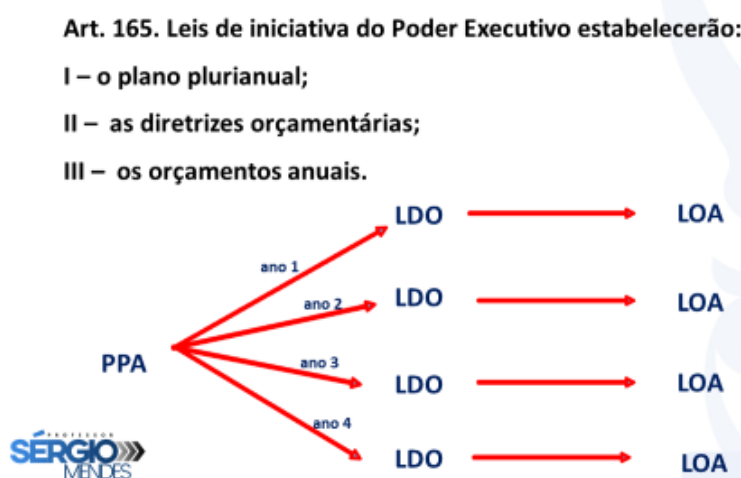 Art. 165. Leis de iniciativa do Poder Executivo estabelecerão:
I – o plano plurianual;
II – as diretrizes orçamentárias;
III – os orçamentos anuais.
LDO LOA
ano 1
ano 2 LDO LOA
PPA
ano 3 LDO LOA
ano 4
LDO LOA
PROFESSOR
SÉRGIO
MENDES